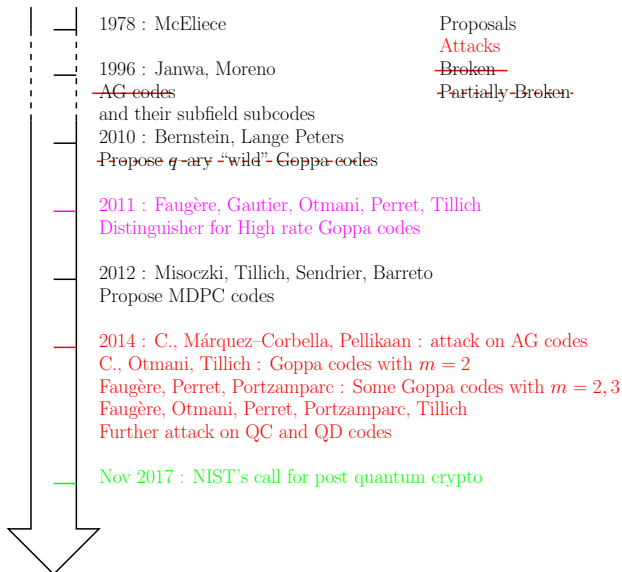 1978 : McEliece
Proposals
Attacks
1996 : Janwa, Moreno
Broken
AG codes
Partially Broken
and their subfield subcodes
2010 : Bernstein, Lange Peters
Propose q-ary “wild” Goppa codes
2011 : Faugère, Gautier, Otmani, Perret, Tillich
Distinguisher for High rate Goppa codes
2012 : Misoczki, Tillich, Sendrier, Barreto
Propose MDPC codes
2014 : C., Márquez–Corbella, Pellikaan : attack on AG codes
C., Otmani, Tillich : Goppa codes with m = 2
Faugère, Perret, Portzamparc : Some Goppa codes with m = 2, 3
Faugère, Otmani, Perret, Portzamparc, Tillich
Further attack on QC and QD codes
Nov 2017 : NIST's call for post quantum crypto